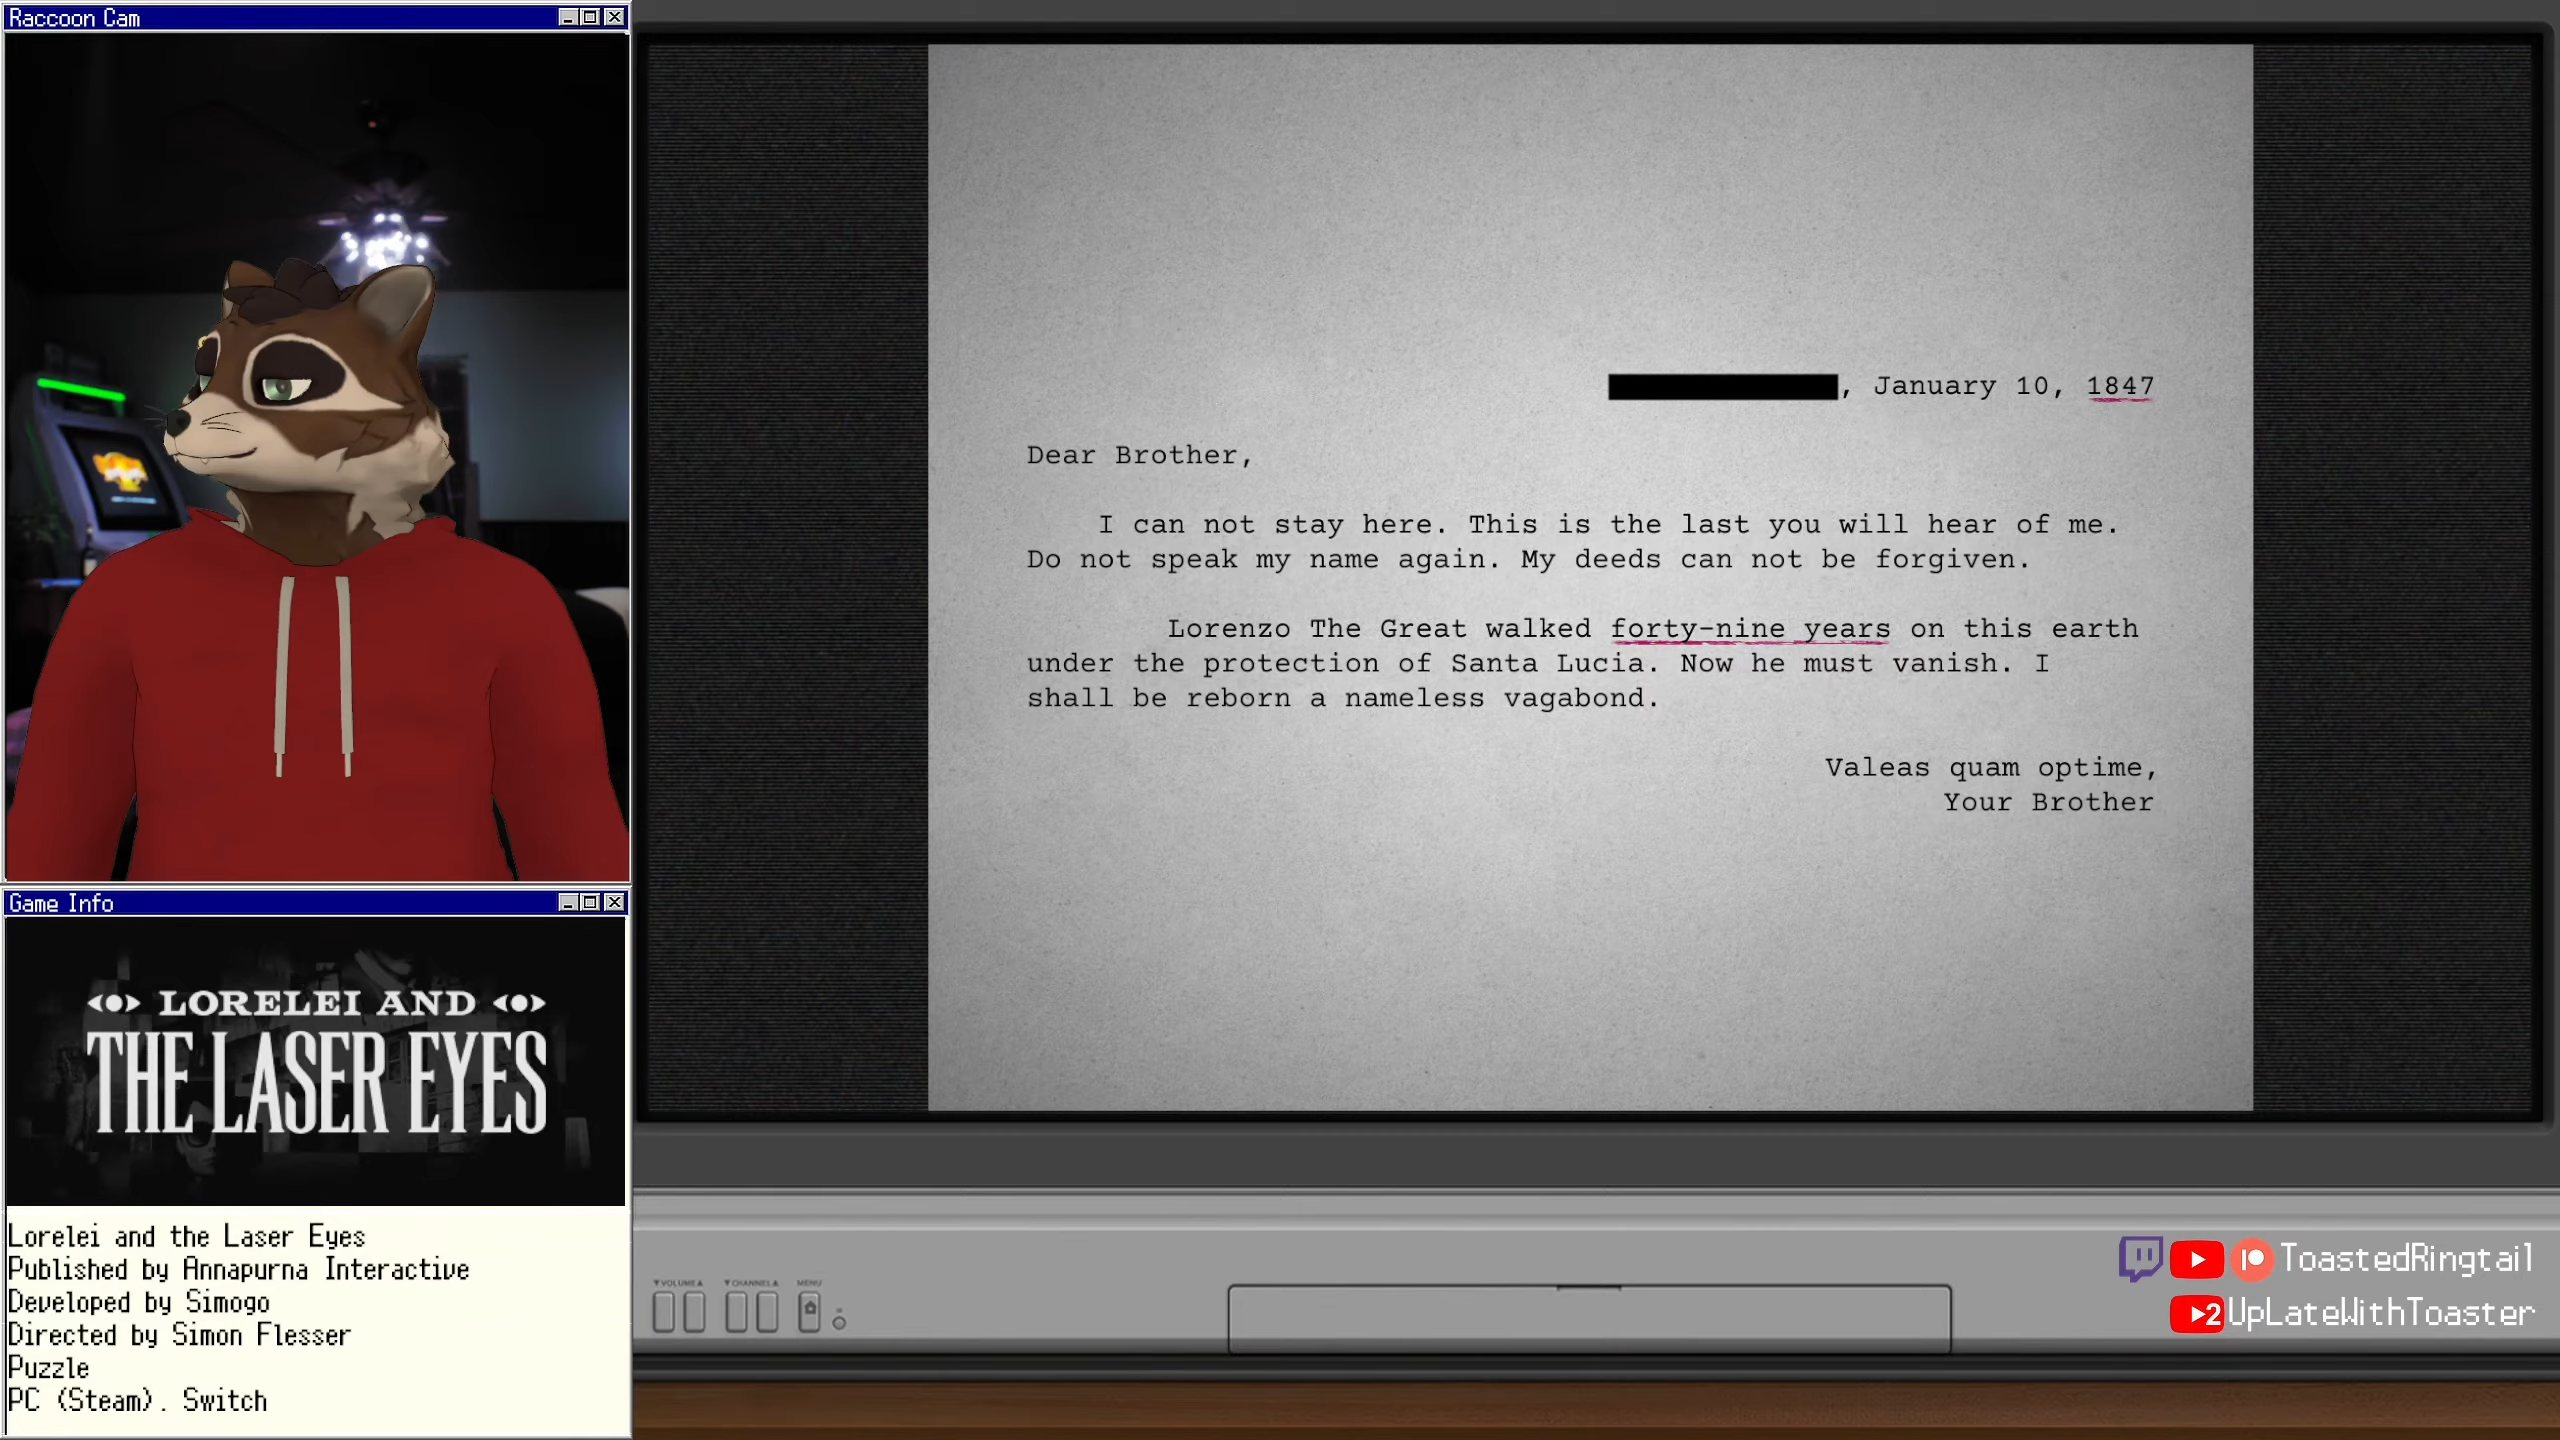 Raccoon Cam
, January 10, 1847
Dear Brother,
I can not stay here. This is the last you will hear of me.
Do not speak my name again. My deeds can not be forgiven.
Lorenzo The Great walked forty-nine years on this earth
under the protection of Santa Lucia. Now he must vanish. I
shall be reborn a nameless vagabond.
Valeas quam optime,
Your Brother
Game Info
LORELEI AND
THE LASER EYES
Lorelei and the Laser Eyes
Published by Annapurna Interactive
Developed by Simogo
Directed by Simon Flesser
Puzzle
PC (Steam). Switch
▼VOLUME▲ ▼CHANNEL▲ MENU
ToastedRingtail
2 UpLateWithToaster